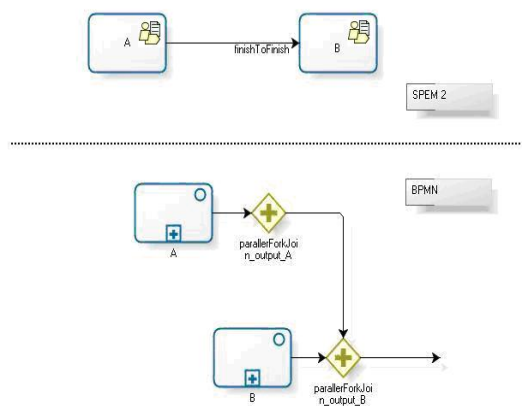 A
finishToFinish
B
SPEM 2
BPMN
A
parallerForkJoi
n_output_A
B
parallerForkJoi
n_output_B